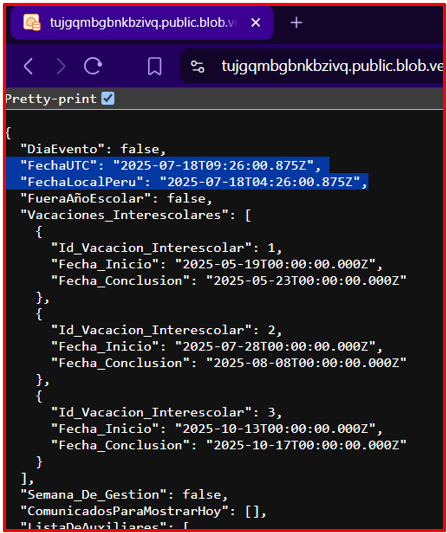 tujgqmbgbnkbzivq.public.blob.v
tujgqmbgbnkbzivq.public.blob.ve
Pretty-print
{
"DiaEvento": false,
"FechaUTC": "2025-07-18T09:26:00.875Z",
"FechaLocalPeru": "2025-07-18T04:26:00.875Z",
"FueraAñoEscolar": false,
"Vacaciones_Interescolares": [
{
"Id_Vacacion_Interescolar": 1,
"Fecha_Inicio": "2025-05-19T00:00:00.000Z",
"Fecha_Conclusion": "2025-05-23T00:00:00.000Z"
},
{
"Id_Vacacion_Interescolar": 2,
"Fecha_Inicio": "2025-07-28T00:00:00.000Z",
"Fecha_Conclusion": "2025-08-08T00:00:00.000Z"
},
{
"Id_Vacacion_Interescolar": 3,
"Fecha_Inicio": "2025-10-13T00:00:00.000Z",
"Fecha_Conclusion": "2025-10-17T00:00:00.000Z"
}
],
"Semana_De_Gestion": false,
"ComunicadosParaMostrarHoy": [],
"ListaDeAuxiliares": [